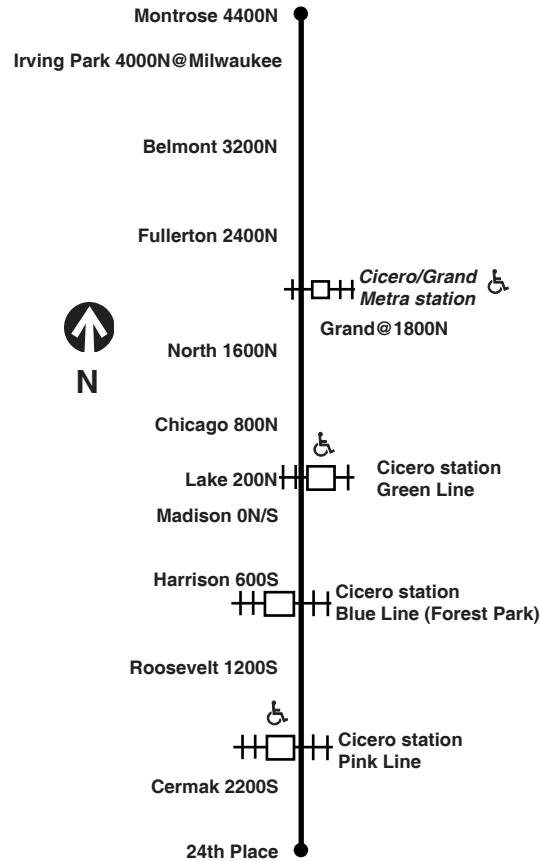 Montrose 4400N
Irving Park 4000N@Milwaukee
Belmont 3200N
Fullerton 2400N
Cicero/Grand
Metra station
Grand@1800N
North 1600N
N
Chicago 800N
Cicero station
Green Line
Lake 200N
Madison 0N/S
Harrison 600S
Cicero station
Blue Line (Forest Park)
Roosevelt 1200S
Cicero station
Pink Line
Cermak 2200S
24th Place